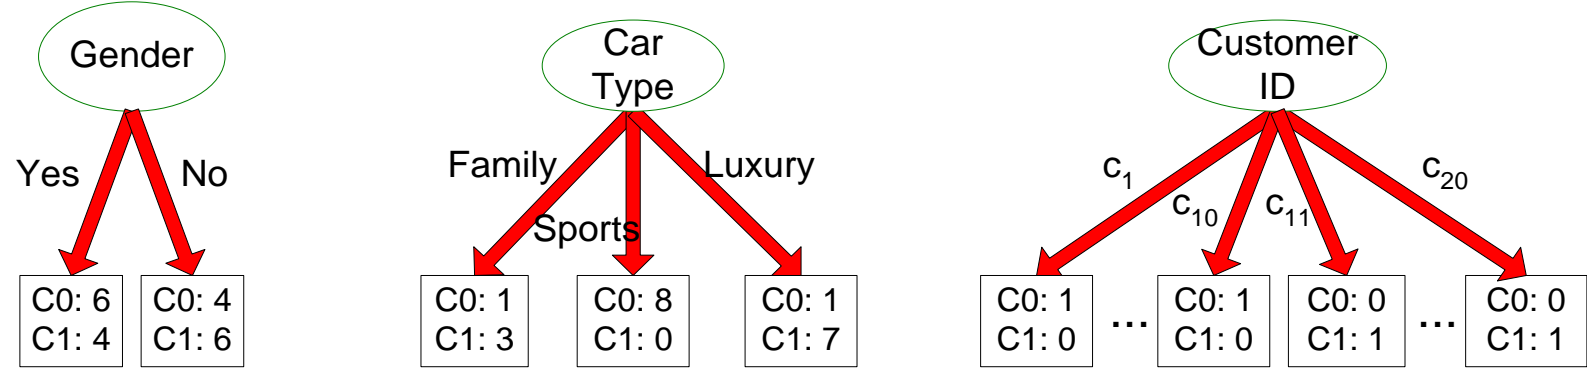 Gender
Yes
No
C0: 6
C1: 4
C0: 4
C1: 6
Car
Type
Family
Sports
Luxury
C0: 1
C1: 3
C0: 8
C1: 0
C0: 1
C1: 7
Customer
ID
c1
c10
c11
c20
C0: 1
C1: 0
...
C0: 1
C1: 0
C0: 0
C1: 1
...
C0: 0
C1: 1